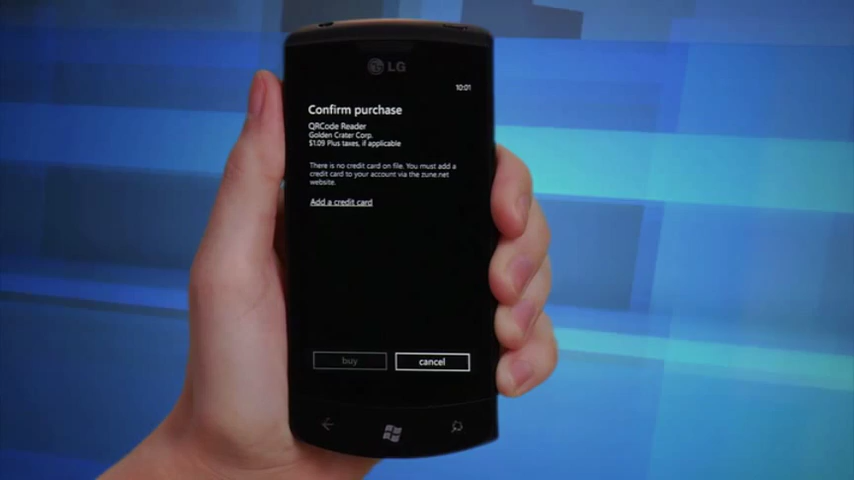 LG
10:01
Confirm purchase
QRCode Reader
Golden Crater Corp.
$1.09 Plus taxes, if applicable
There is no credit card on file. You must add a
credit card to your account via the zune.net
website.
Add a credit card
buy
cancel